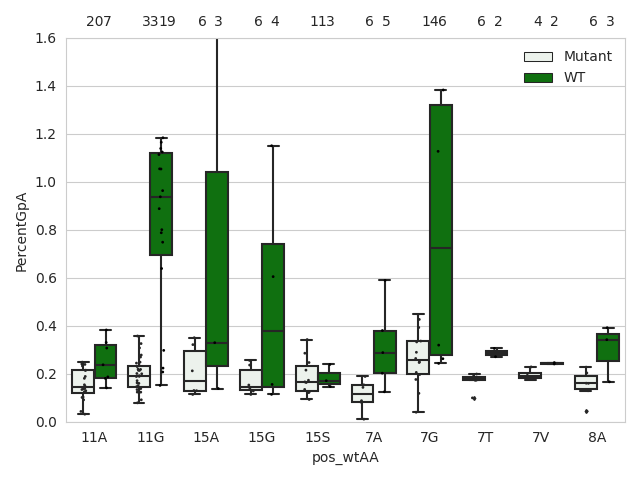 207 3319 6 3 6 4 113 6 5 146 6 2 4 2 6 3
1.6
Mutant
WT
1.4
1.2
1.0
0.8
0.6
0.4
0.2
0.0
PercentGpA
11A 11G 15A 15G 15S 7A 7G 7T 7V 8A
pos_wtAA